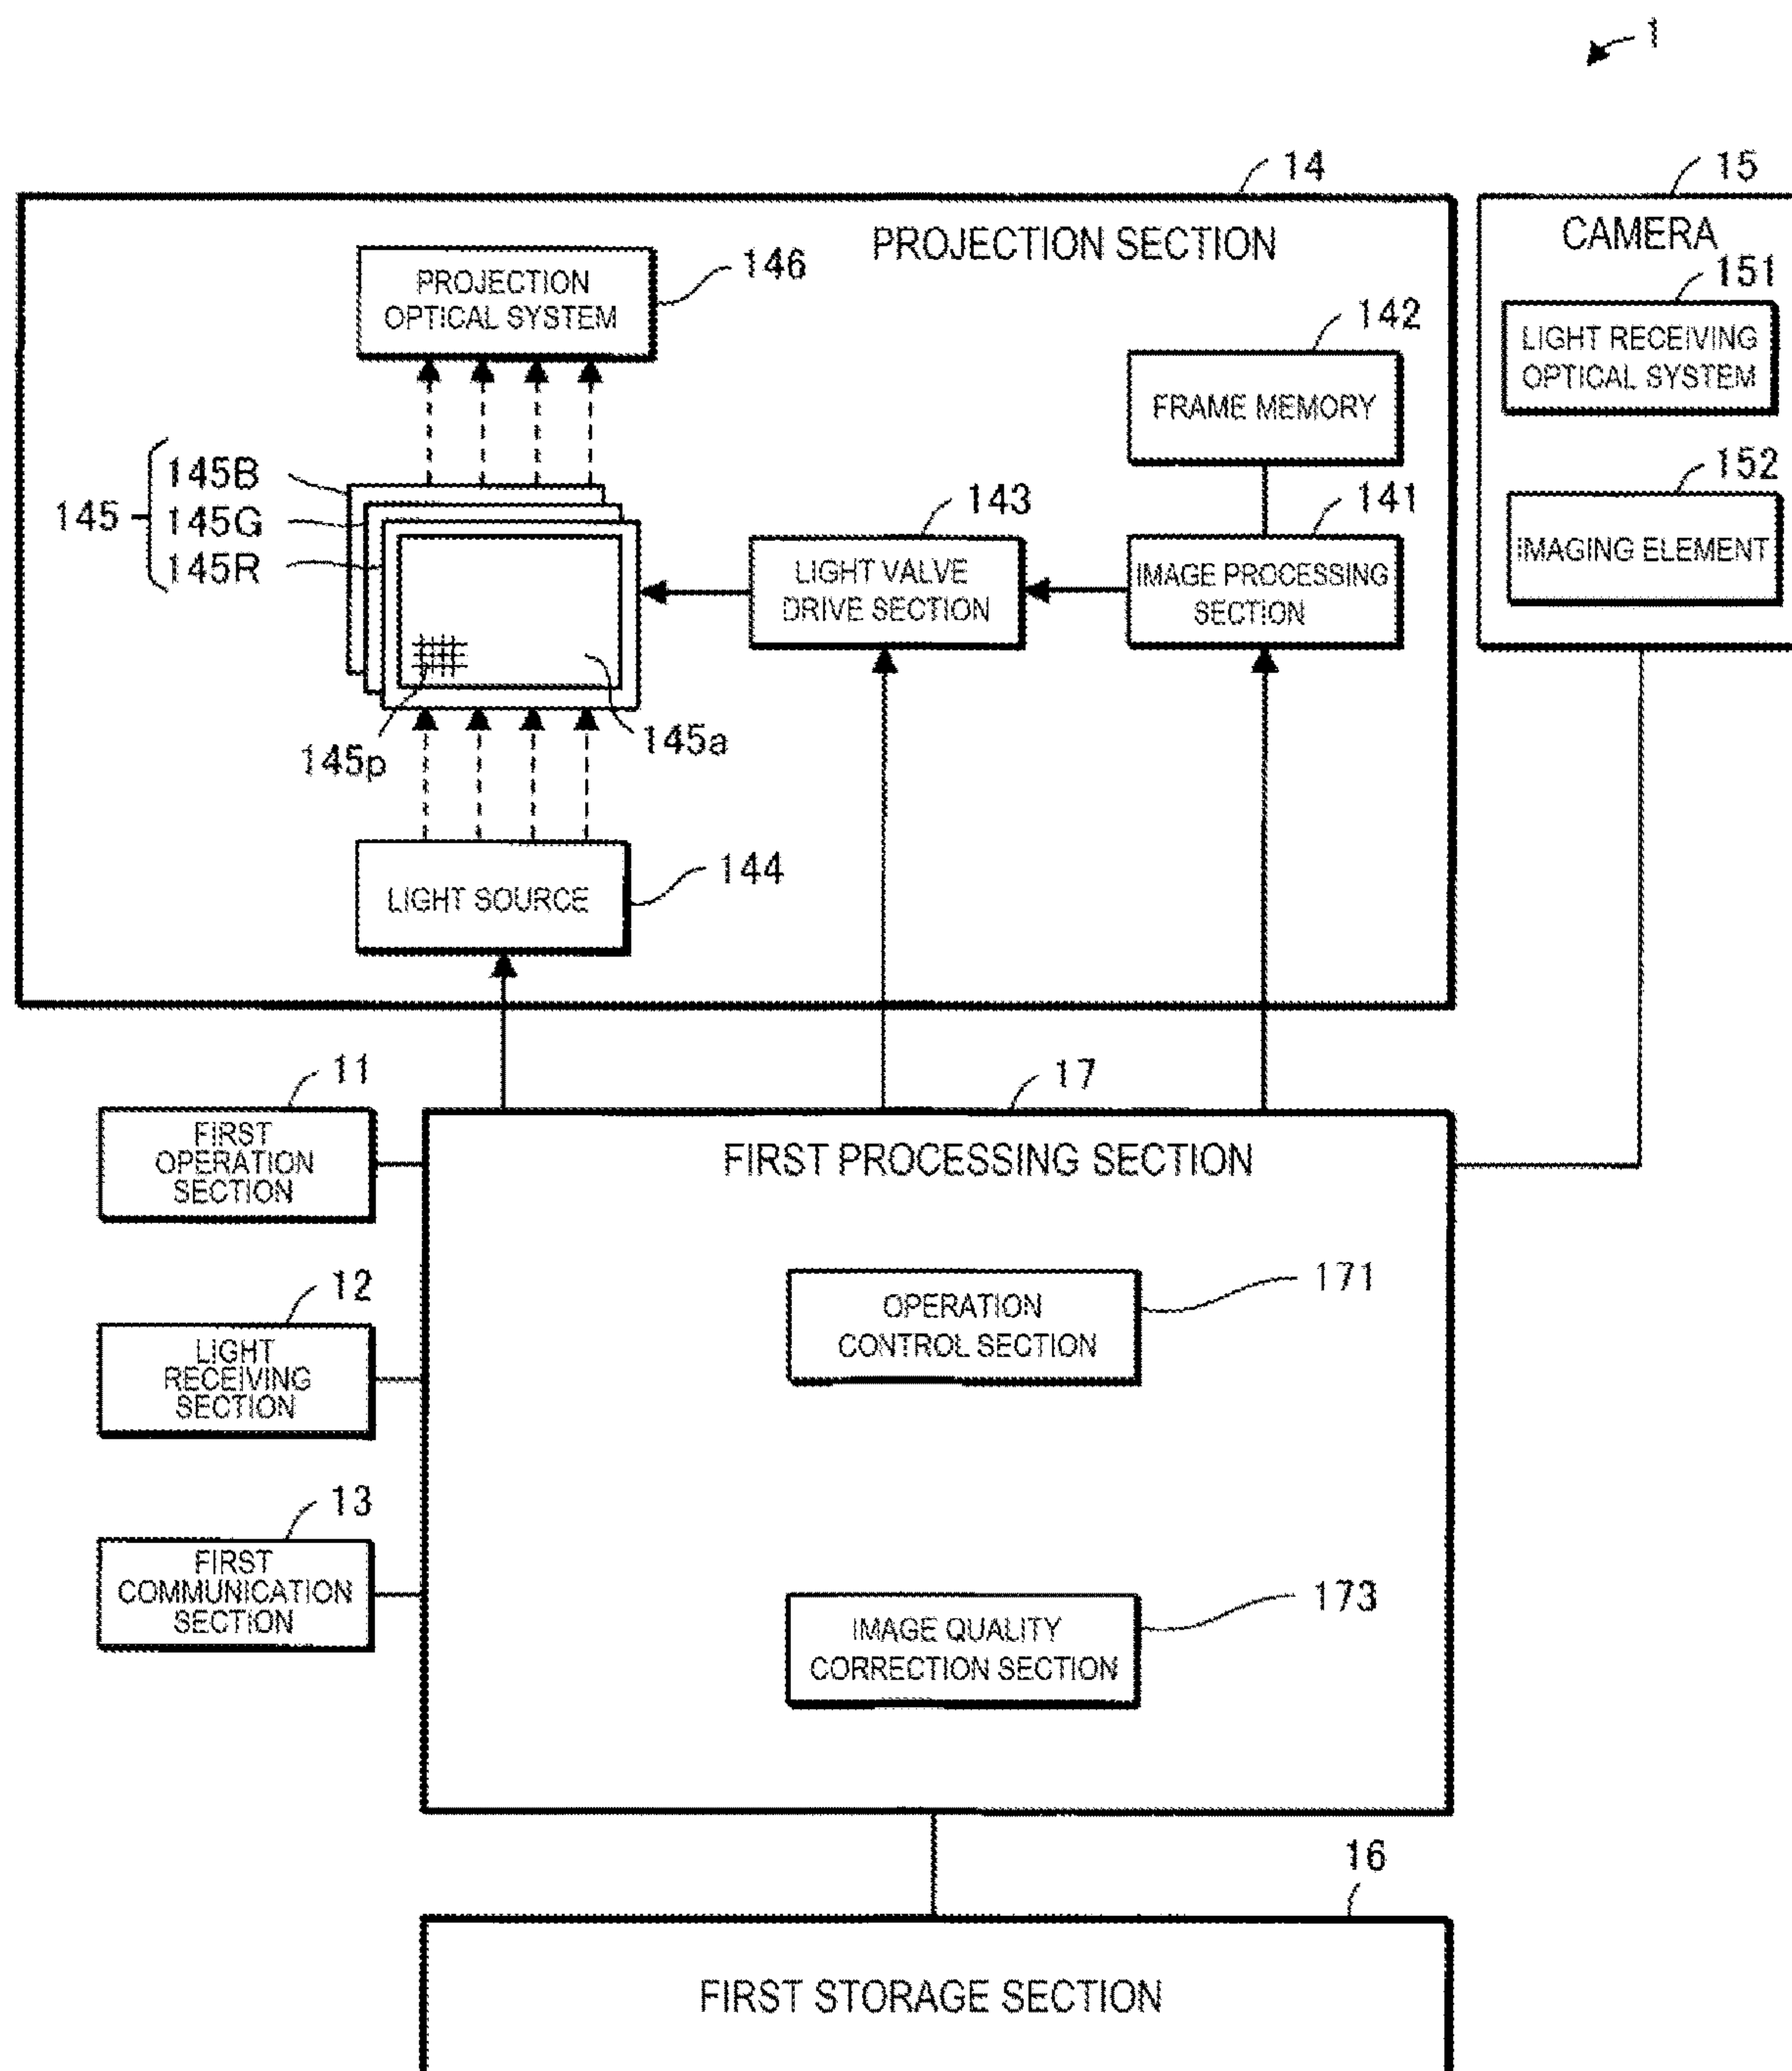 1
14
15
PROJECTION SECTION
CAMERA
PROJECTION
OPTICAL SYSTEM
146
151
LIGHT RECEIVING
OPTICAL SYSTEM
142
FRAME MEMORY
145
145B
145G
145R
143
LIGHT VALVE
DRIVE SECTION
141
IMAGE PROCESSING
SECTION
152
IMAGING ELEMENT
145p
145a
LIGHT SOURCE
144
11
FIRST
OPERATION
SECTION
17
FIRST PROCESSING SECTION
12
LIGHT
RECEIVING
SECTION
OPERATION
CONTROL SECTION
171
13
FIRST
COMMUNICATION
SECTION
IMAGE QUALITY
CORRECTION SECTION
173
16
FIRST STORAGE SECTION